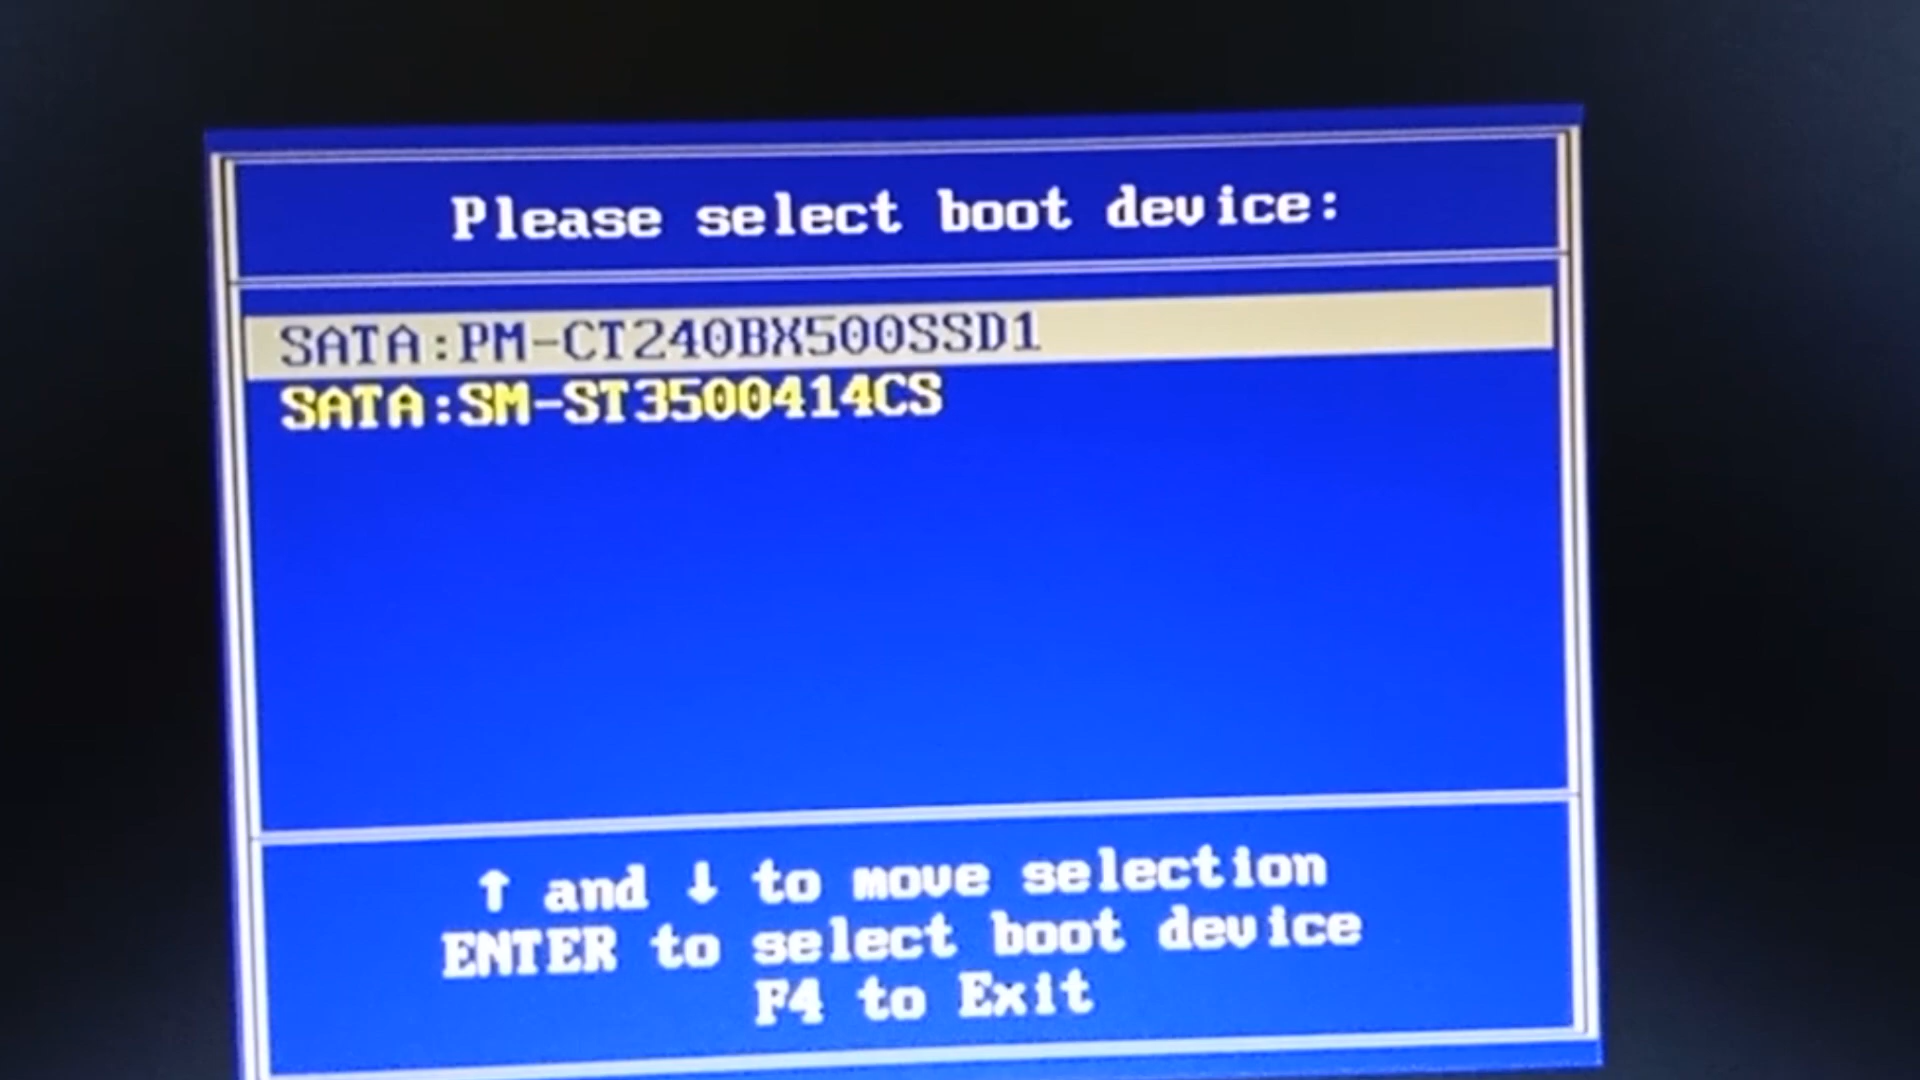 Please select boot device:
SATA:PM-CT240BX500SSD1
SATA:SM-ST3500414CS
↑ and ↓ to move selection
ENTER to select boot device
F4 to Exit